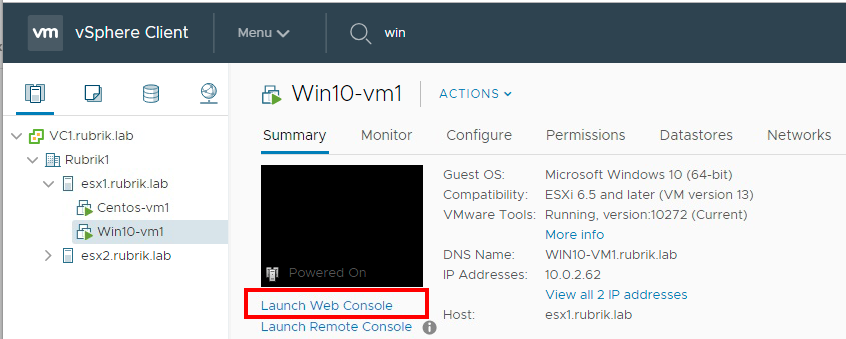 vm vSphere Client Menu win
VC1.rubrik.lab
Rubrik1
esx1.rubrik.lab
Centos-vm1
Win10-vm1
esx2.rubrik.lab
Win10-vm1 ACTIONS
Summary Monitor Configure Permissions Datastores Networks
Powered On
Launch Web Console
Launch Remote Console
Guest OS: Microsoft Windows 10 (64-bit)
Compatibility: ESXi 6.5 and later (VM version 13)
VMware Tools: Running, version:10272 (Current)
More info
DNS Name: WIN10-VM1.rubrik.lab
IP Addresses: 10.0.2.62
View all 2 IP addresses
Host: esx1.rubrik.lab